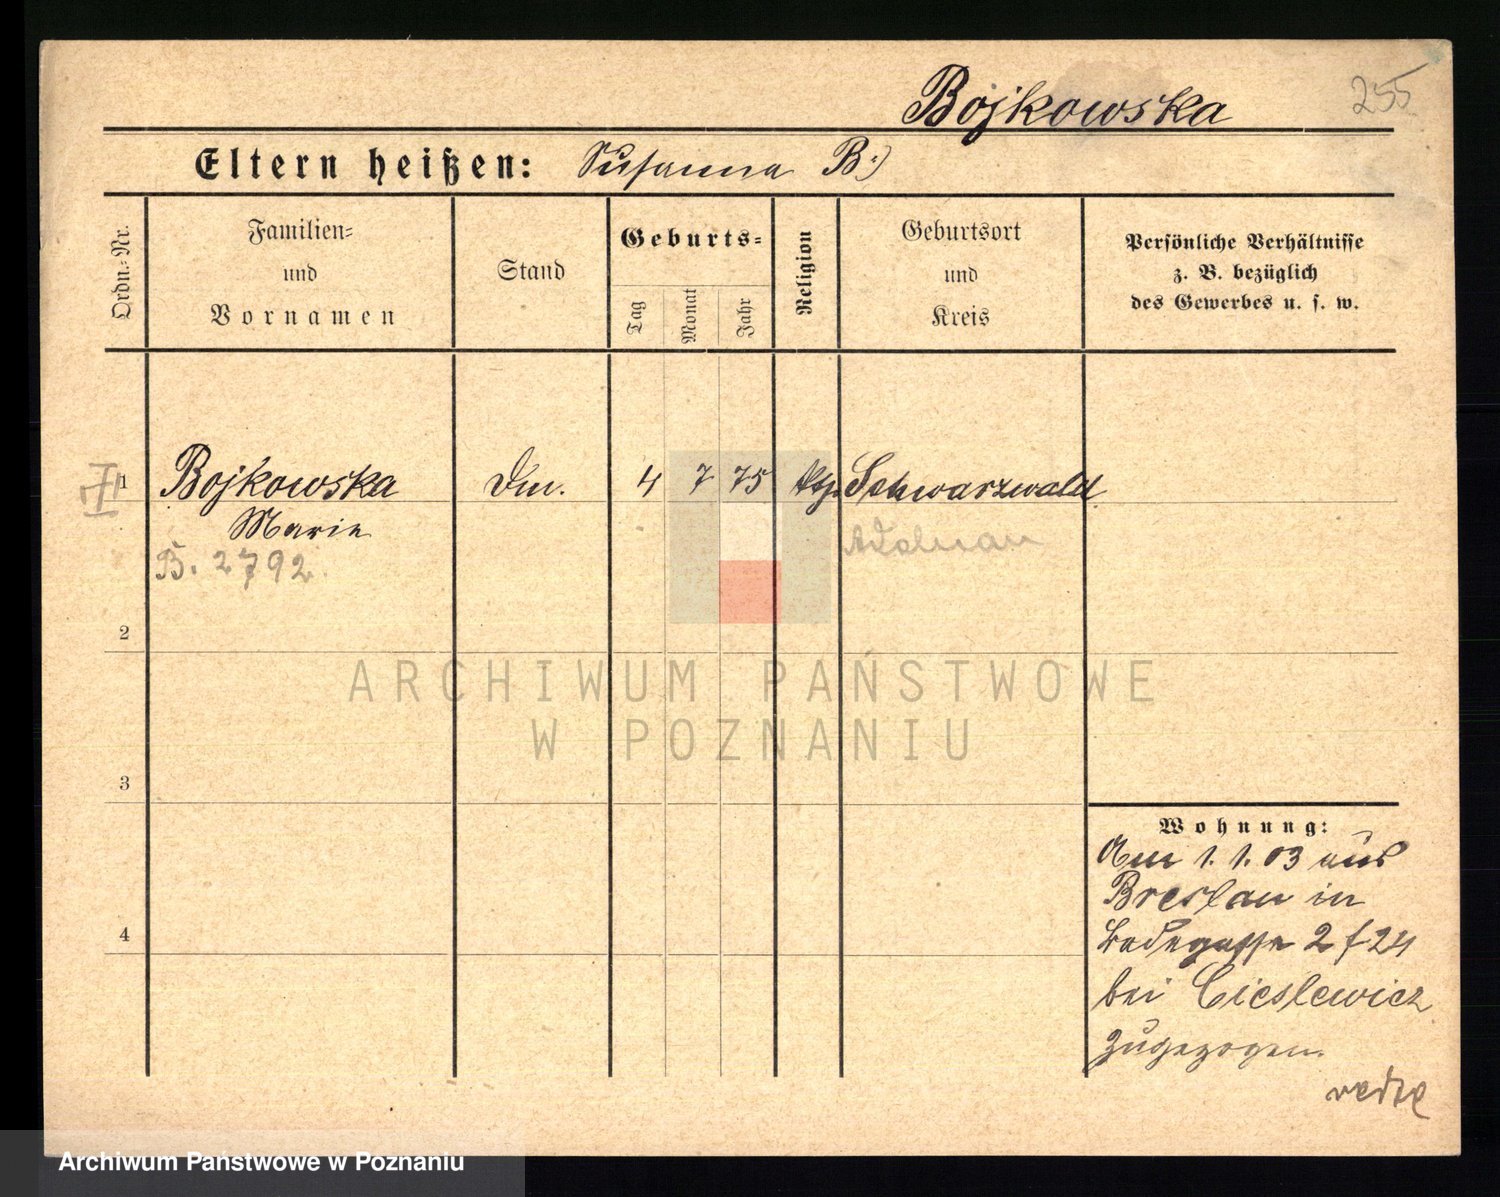 Bojkowska 255
Eltern heißen: Susanna B.)
Ordn.-Nr.
Familien-
und
Vornamen
Stand
Geburts-
Tag
Monat
Jahr
Religion
Geburtsort
und
Kreis
Persönliche Verhältnisse
z. B. bezüglich
des Gewerbes u. s. w.
1 Bojkowska 4 7 75 Schwarzwald
Marie
Adelnau
B. 2792.
2
3
4
Wohnung:
Am 1.1.03 aus
Breslau in
Badegasse 2 f 24
bei Cieslewicz
zugezogen.
ARCHIWUM PAŃSTWOWE
W POZNANIU
Archiwum Państwowe w Poznaniu